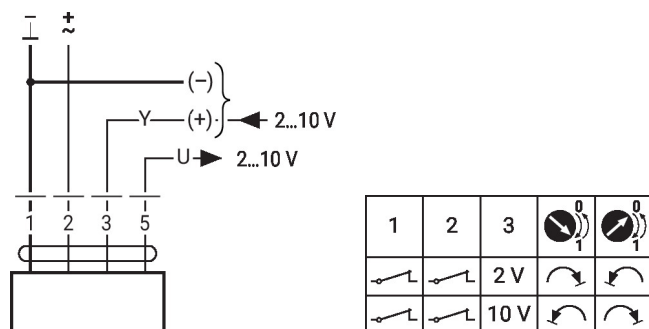 – +
⊥ ~
(–)
Y (+) 2...10 V
U 2...10 V
1 2 3 5
1 2 3 0 1 0 1
2 V
10 V